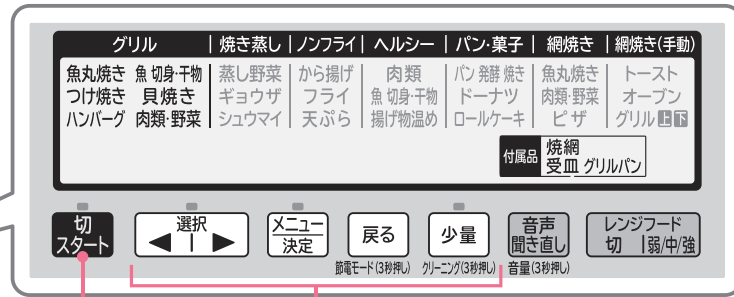 グリル | 焼き蒸し | ノンフライ | ヘルシー | パン・菓子 | 網焼き | 網焼き(手動)
魚丸焼き 魚 切身・干物 | 蒸し野菜 | から揚げ | 肉類 | パン 発酵 焼き | 魚丸焼き | トースト
つけ焼き 貝焼き | ギョウザ | フライ | 魚 切身・干物 | ドーナツ | 肉類・野菜 | オーブン
ハンバーグ 肉類・野菜 | シュウマイ | 天ぷら | 揚げ物温め | ロールケーキ | ピザ | グリル 上 下
付属品 焼網
受皿 グリルパン
切
スタート
選択
◀ | ▶
メニュー
決定
戻る
少量
音声
聞き直し
レンジフード
切 | 弱/中/強
節電モード(3秒押し) クリーニング(3秒押し) 音量(3秒押し)